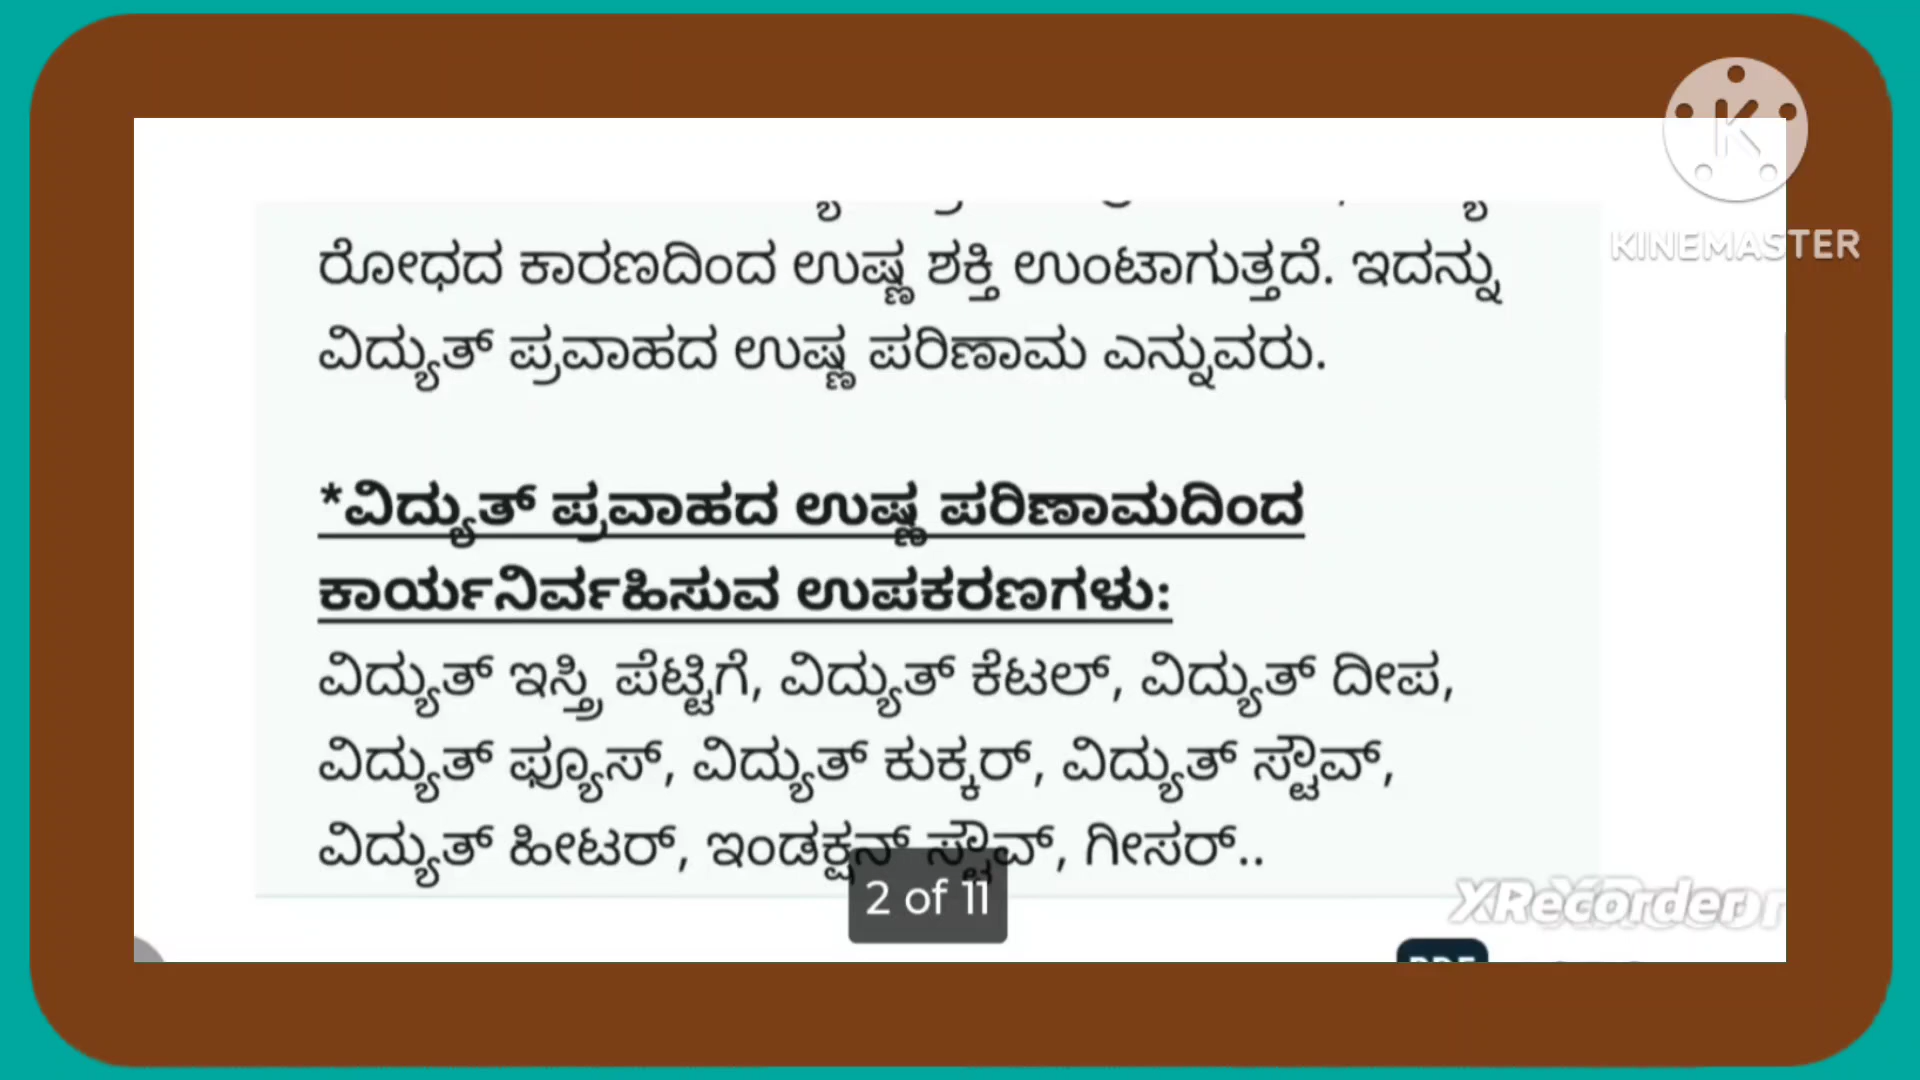 ರೋಧದ ಕಾರಣದಿಂದ ಉಷ್ಣ ಶಕ್ತಿ ಉಂಟಾಗುತ್ತದೆ. ಇದನ್ನು
ವಿದ್ಯುತ್ ಪ್ರವಾಹದ ಉಷ್ಣ ಪರಿಣಾಮ ಎನ್ನುವರು.
*ವಿದ್ಯುತ್ ಪ್ರವಾಹದ ಉಷ್ಣ ಪರಿಣಾಮದಿಂದ
ಕಾರ್ಯನಿರ್ವಹಿಸುವ ಉಪಕರಣಗಳು:
ವಿದ್ಯುತ್ ಇಸ್ತ್ರಿ ಪೆಟ್ಟಿಗೆ, ವಿದ್ಯುತ್ ಕೆಟಲ್, ವಿದ್ಯುತ್ ದೀಪ,
ವಿದ್ಯುತ್ ಫ್ಯೂಸ್, ವಿದ್ಯುತ್ ಕುಕ್ಕರ್, ವಿದ್ಯುತ್ ಸ್ಟೌವ್,
ವಿದ್ಯುತ್ ಹೀಟರ್, ಇಂಡಕ್ಷನ್ ಸ್ಟೌವ್, ಗೀಸರ್..
2 of 11
K
KINEMASTER
XRecorder